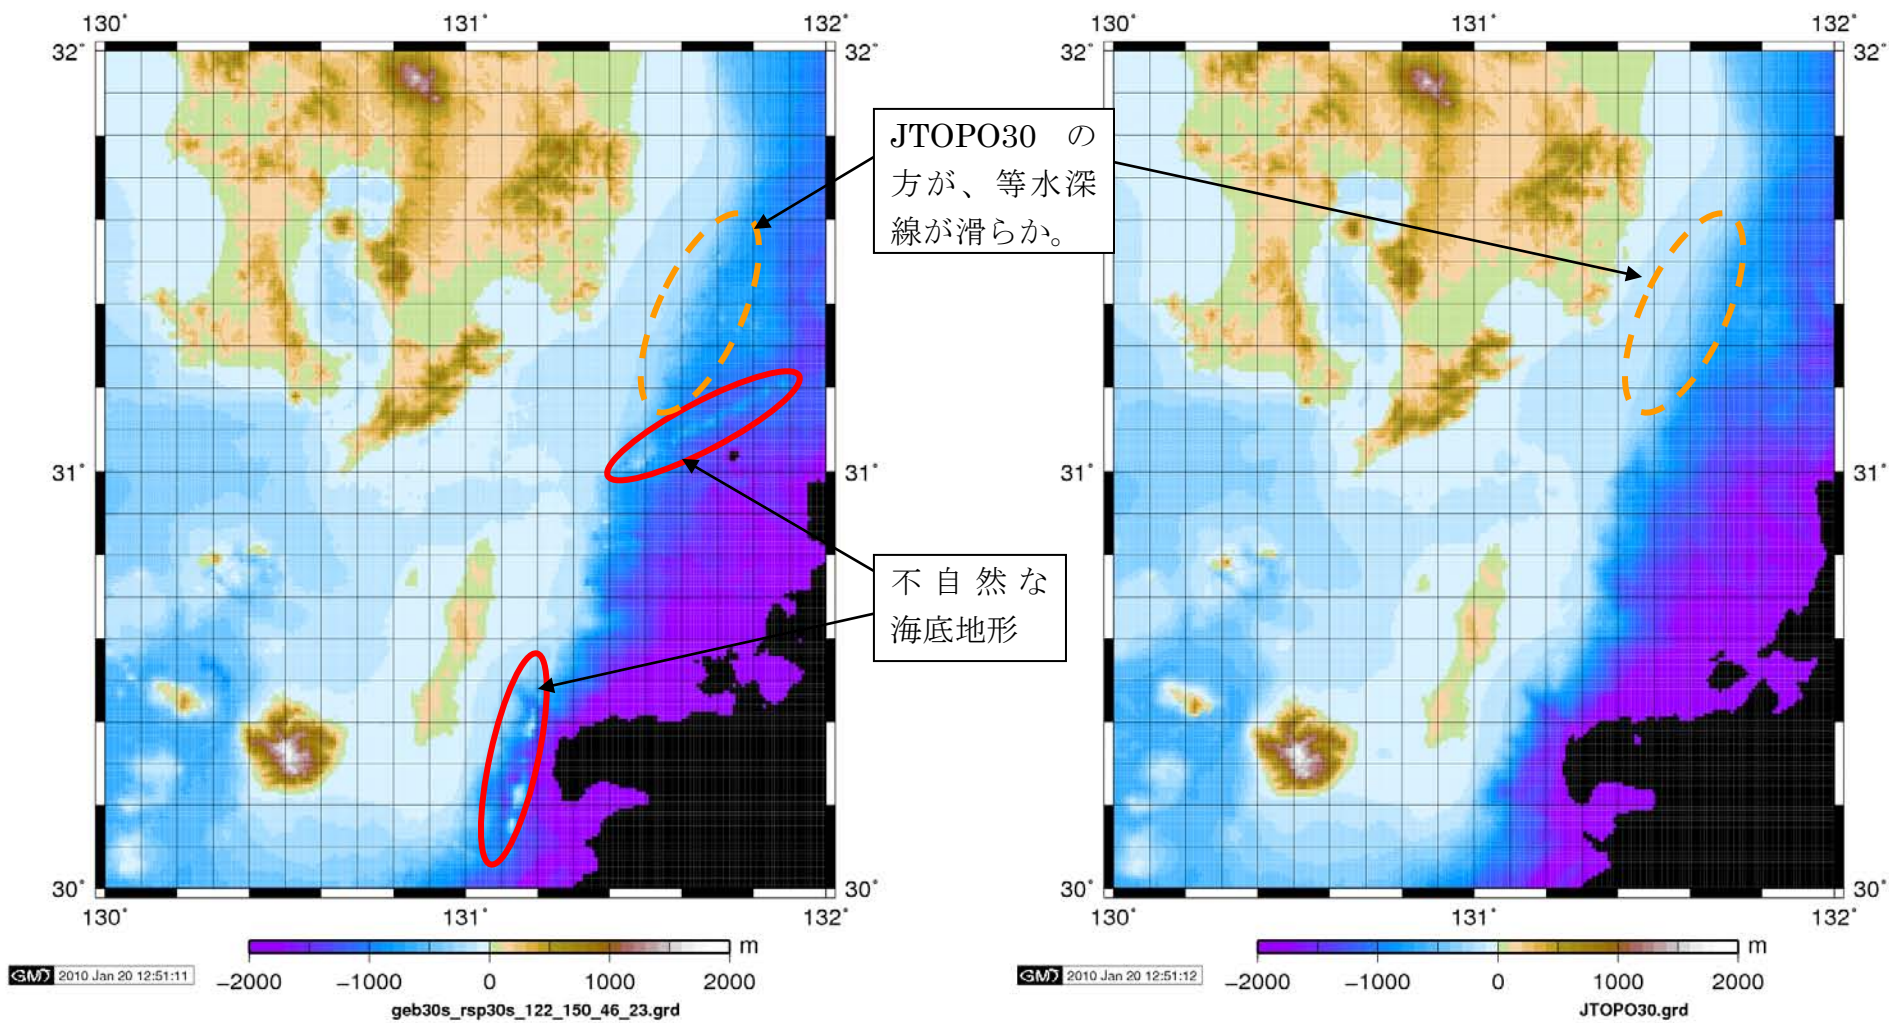 130° 131° 132° 130° 131° 132°
32° 32° 32° 32°
JTOPO30 の
方が、等水深
線が滑らか。
31° 31° 31° 31°
不自然な
海底地形
30° 30° 30° 30°
130° 131° 132° 130° 131° 132°
m m
GMT 2010 Jan 20 12:51:11
−2000 −1000 0 1000 2000
geb30s_rsp30s_122_150_46_23.grd
GMT 2010 Jan 20 12:51:12
−2000 −1000 0 1000 2000
JTOPO30.grd